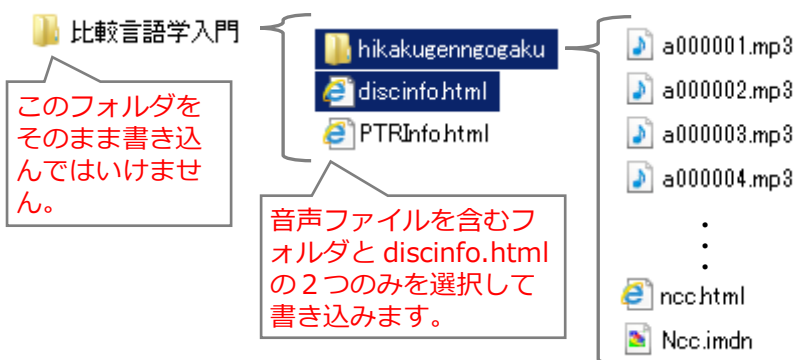 比較言語学入門
このフォルダを
そのまま書き込
んではいけませ
ん。
hikakugenngogaku
discinfo.html
PTRInfo.html
音声ファイルを含むフ
ォルダと discinfo.html
の２つのみを選択して
書き込みます。
a000001.mp3
a000002.mp3
a000003.mp3
a000004.mp3
ncc.html
Ncc.imdn